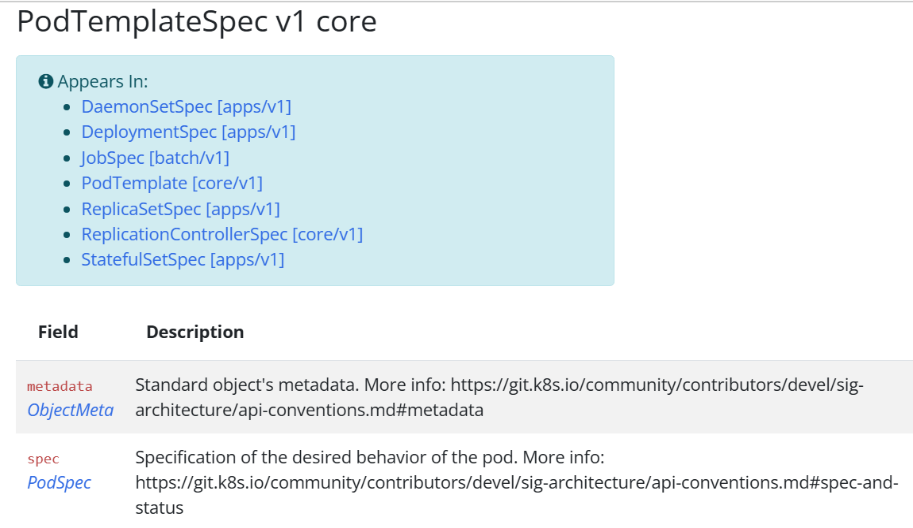 PodTemplateSpec v1 core
Appears In:
DaemonSetSpec [apps/v1]
DeploymentSpec [apps/v1]
JobSpec [batch/v1]
PodTemplate [core/v1]
ReplicaSetSpec [apps/v1]
ReplicationControllerSpec [core/v1]
StatefulSetSpec [apps/v1]
Field Description
metadata
ObjectMeta
Standard object's metadata. More info: https://git.k8s.io/community/contributors/devel/sig-
architecture/api-conventions.md#metadata
spec
PodSpec
Specification of the desired behavior of the pod. More info:
https://git.k8s.io/community/contributors/devel/sig-architecture/api-conventions.md#spec-and-
status